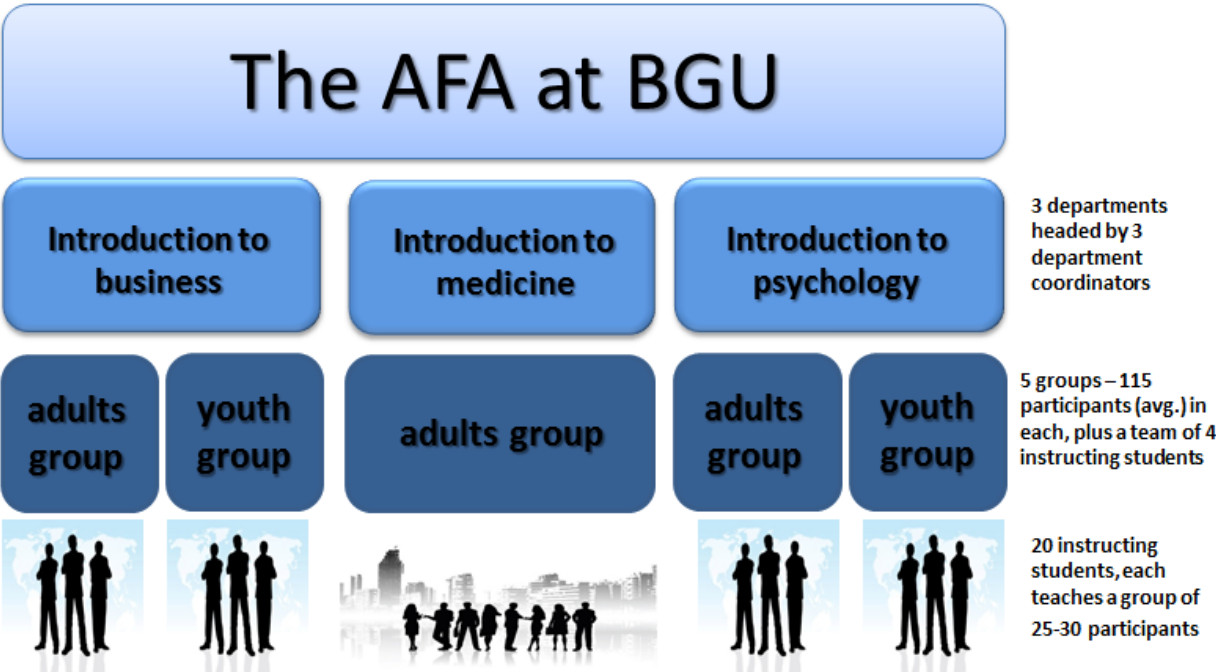 The AFA at BGU
Introduction to
business
Introduction to
medicine
Introduction to
psychology
3 departments
headed by 3
department
coordinators
adults
group
youth
group
adults group
adults
group
youth
group
5 groups – 115
participants (avg.) in
each, plus a team of 4
instructing students
20 instructing
students, each
teaches a group of
25-30 participants